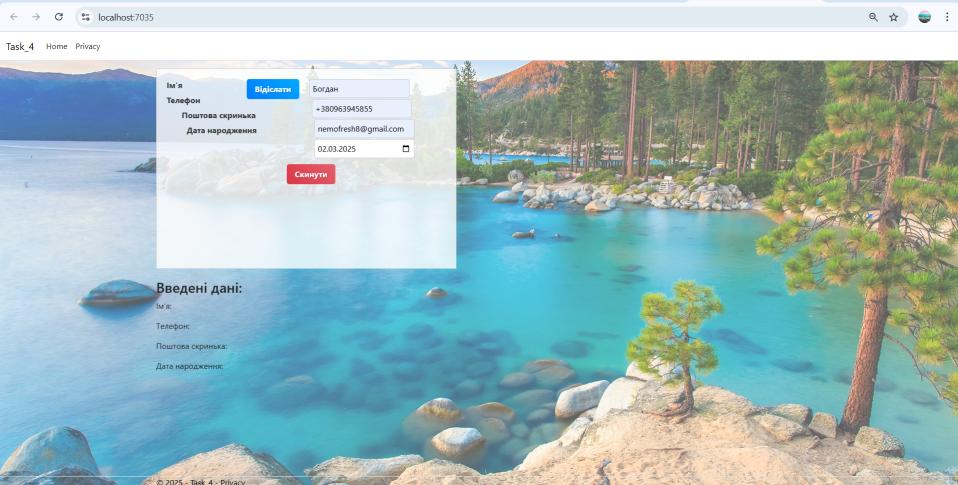 localhost:7035
Task_4 Home Privacy
Ім'я Відіслати Богдан
Телефон +380963945855
Поштова скринька nemofresh8@gmail.com
Дата народження 02.03.2025
Скинути
Введені дані:
Ім'я:
Телефон:
Поштова скринька:
Дата народження:
© 2025 - Task_4 - Privacy